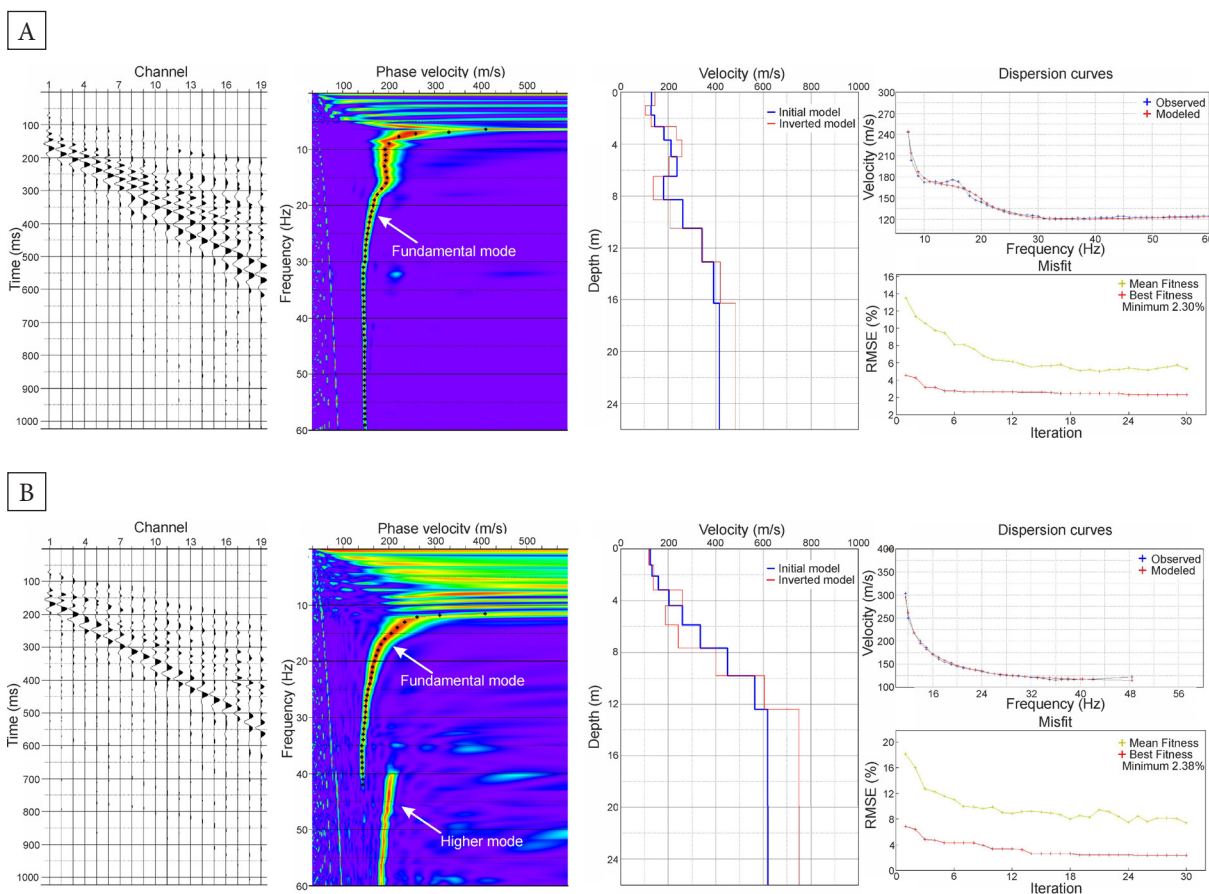 A
Channel
1 4 7 10 13 16 19
Time (ms)
100
200
300
400
500
600
700
800
900
1000
Phase velocity (m/s)
100 200 300 400 500
Frequency (Hz)
10
20
30
40
50
60
Fundamental mode
Velocity (m/s)
0 200 400 600 800 1000
Depth (m)
0
4
8
12
16
20
24
Initial model
Inverted model
Dispersion curves
Velocity (m/s)
300
270
240
210
180
150
120
Observed
Modeled
10 20 30 40 50 60
Frequency (Hz)
Misfit
RMSE (%)
16
14
12
10
8
6
4
2
Mean Fitness
Best Fitness
Minimum 2.30%
0 6 12 18 24 30
Iteration
B
Channel
1 4 7 10 13 16 19
Time (ms)
100
200
300
400
500
600
700
800
900
1000
Phase velocity (m/s)
100 200 300 400 500
Frequency (Hz)
10
20
30
40
50
60
Fundamental mode
Higher mode
Velocity (m/s)
0 200 400 600 800 1000
Depth (m)
0
4
8
12
16
20
24
Initial model
Inverted model
Dispersion curves
Velocity (m/s)
400
350
300
250
200
150
100
Observed
Modeled
16 24 32 40 48 56
Frequency (Hz)
Misfit
RMSE (%)
20
16
12
8
4
0
Mean Fitness
Best Fitness
Minimum 2.38%
0 6 12 18 24 30
Iteration